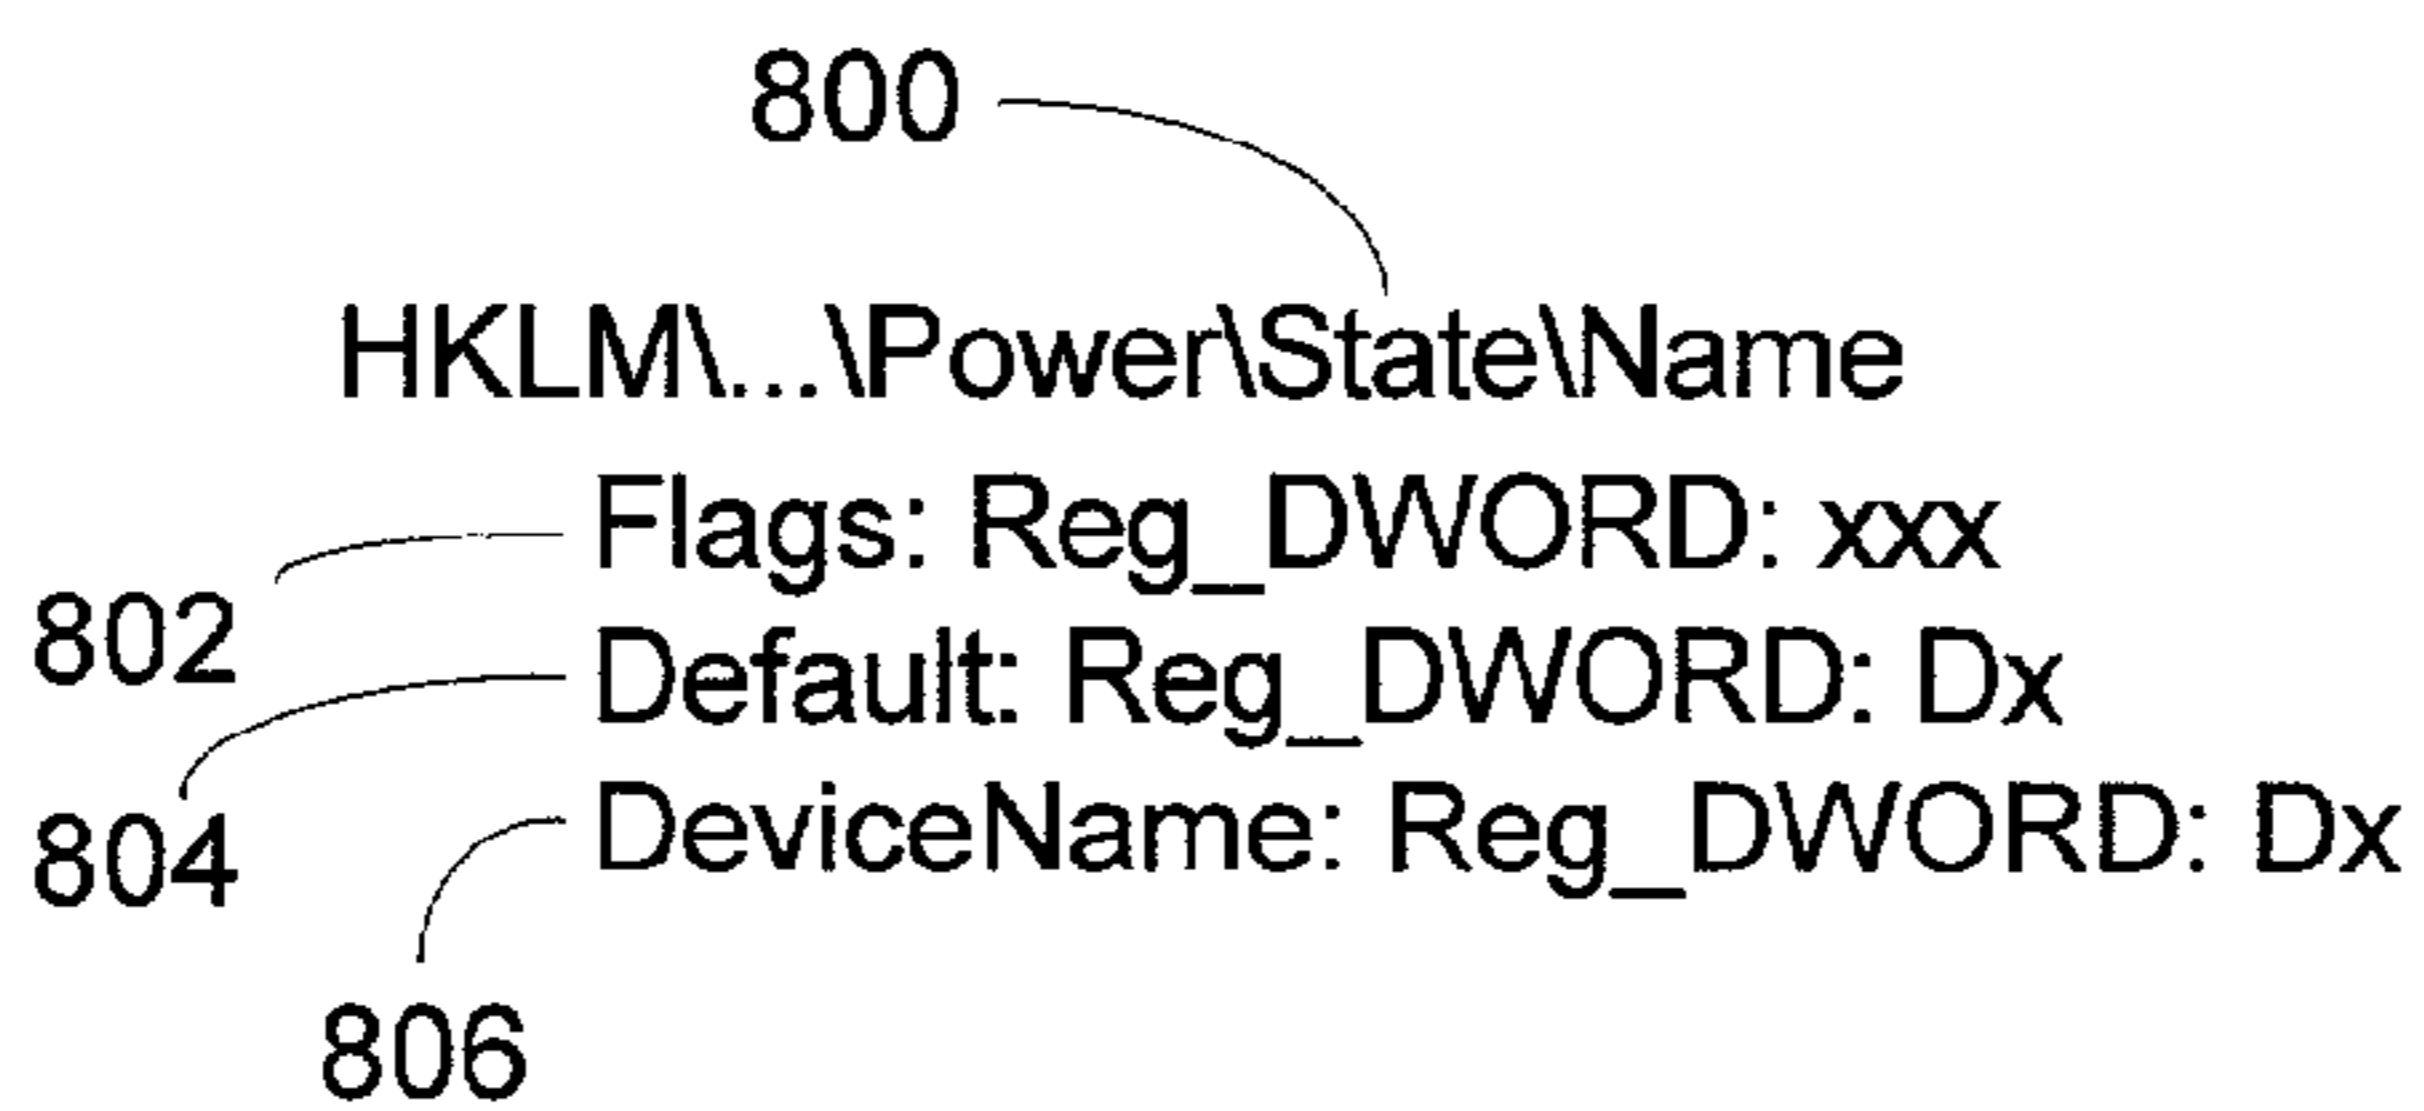 800
HKLM\...\Power\State\Name
Flags: Reg_DWORD: xxx
802
Default: Reg_DWORD: Dx
804
DeviceName: Reg_DWORD: Dx
806